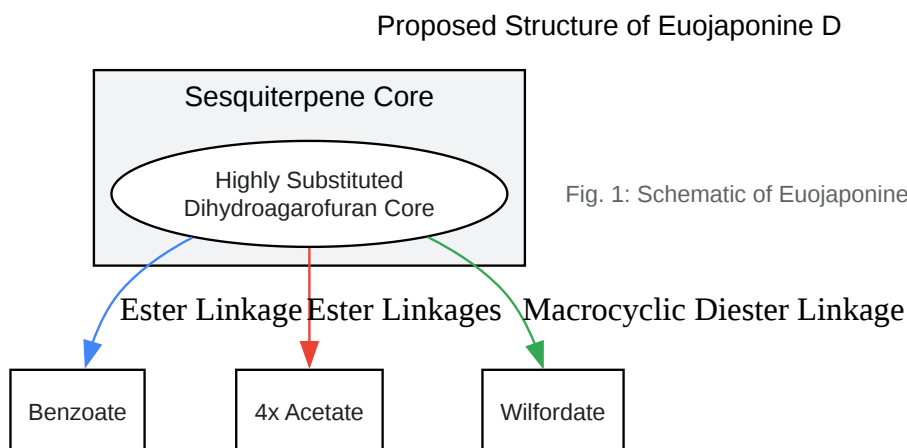 Proposed Structure of Euojaponine D
Sesquiterpene Core
Highly Substituted
Dihydroagarofuran Core
Fig. 1: Schematic of Euojaponine
Ester Linkage
Ester Linkages
Macrocyclic Diester Linkage
Benzoate
4x Acetate
Wilfordate